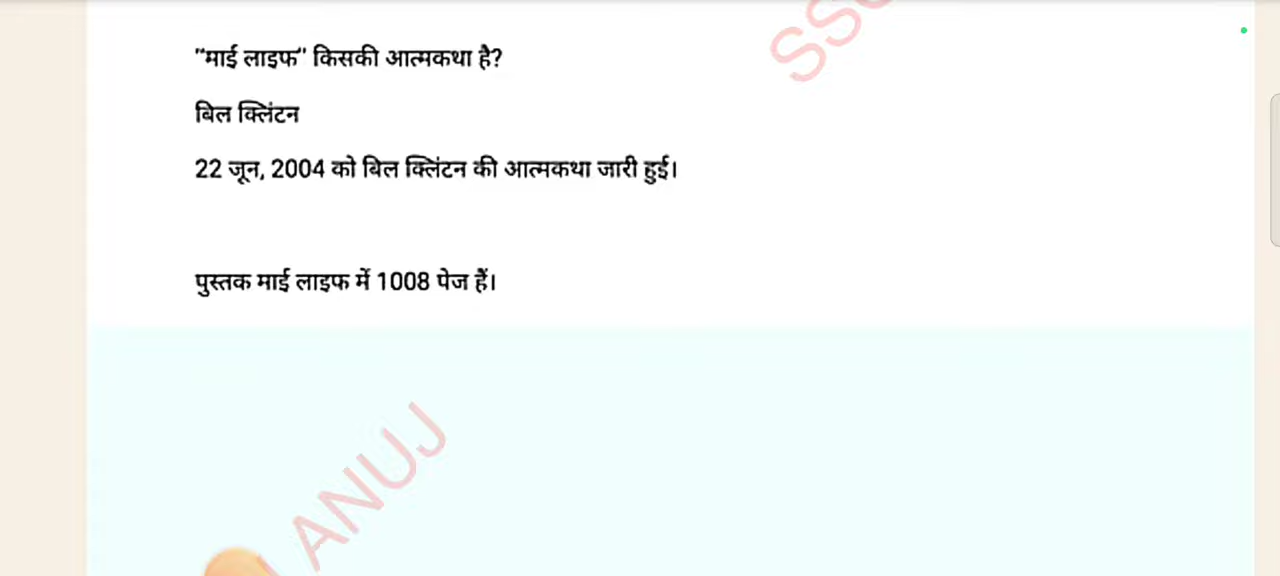 "माई लाइफ" किसकी आत्मकथा है?
बिल क्लिंटन
22 जून, 2004 को बिल क्लिंटन की आत्मकथा जारी हुई।
पुस्तक माई लाइफ में 1008 पेज हैं।
ANUJ